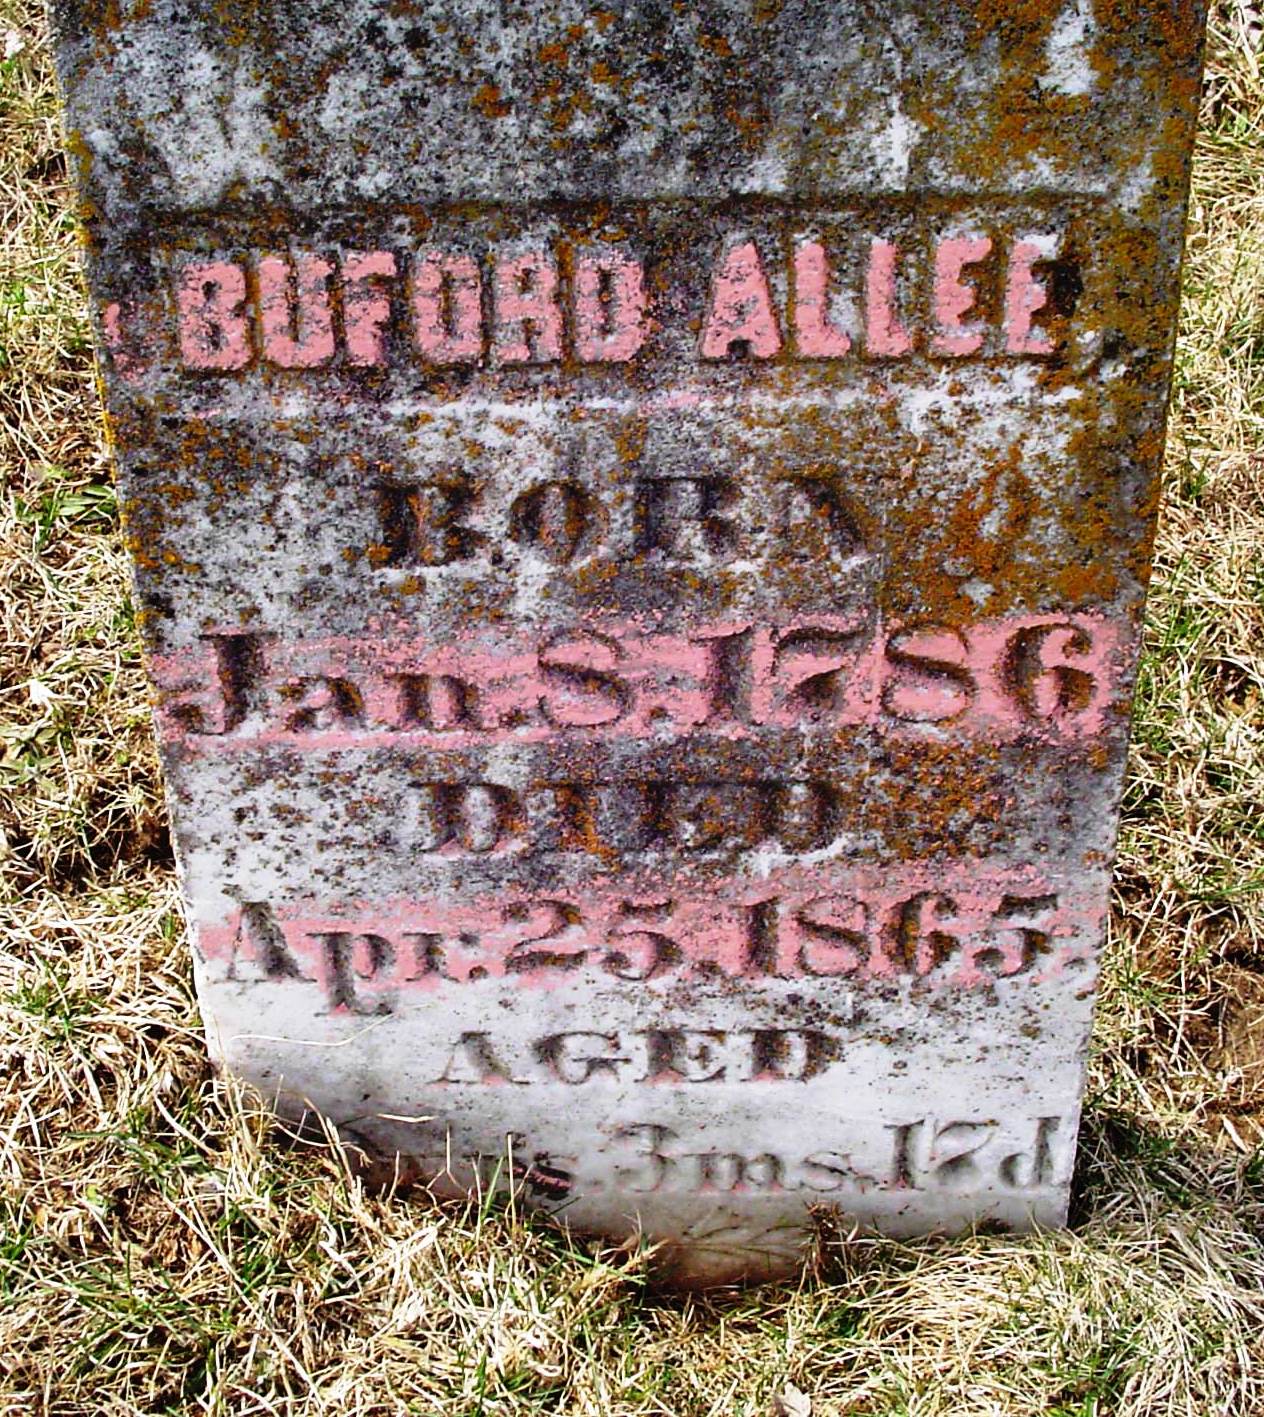 BUFORD ALLEE
BORN
Jan. 8. 1786
DIED
Apr. 25. 1865.
AGED
3 ms. 17 d